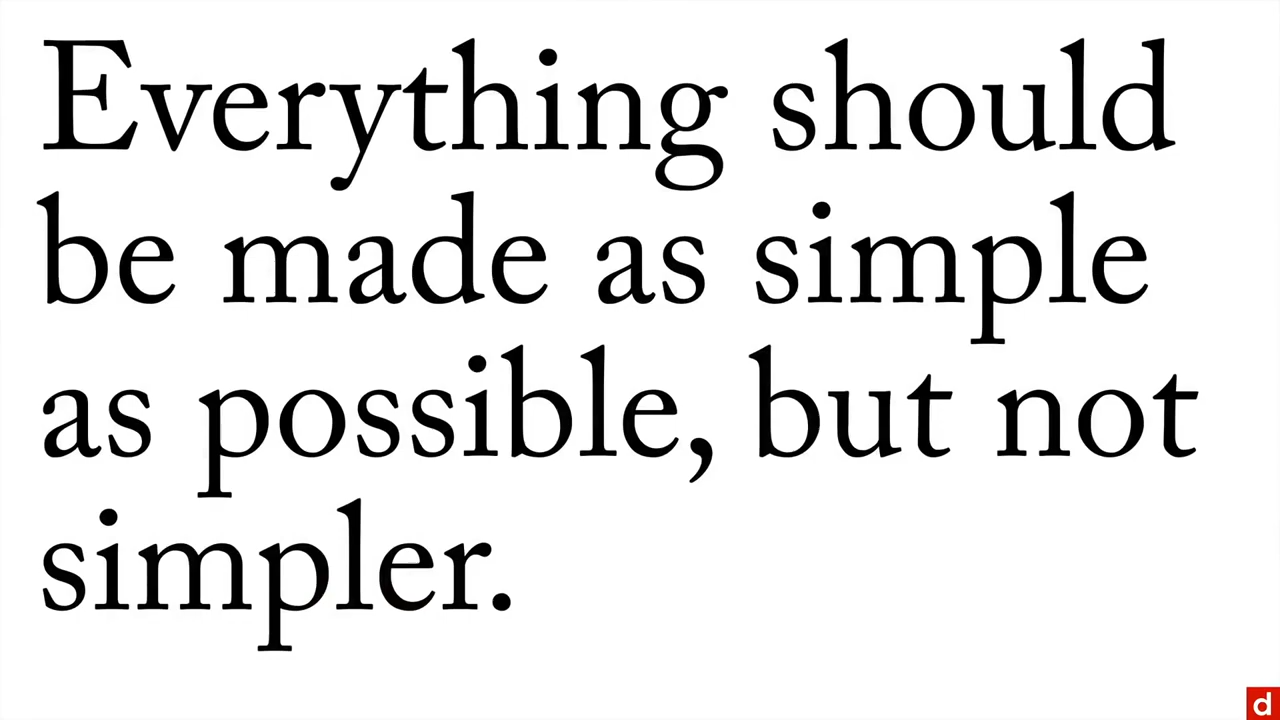 Everything should
be made as simple
as possible, but not
simpler.
d